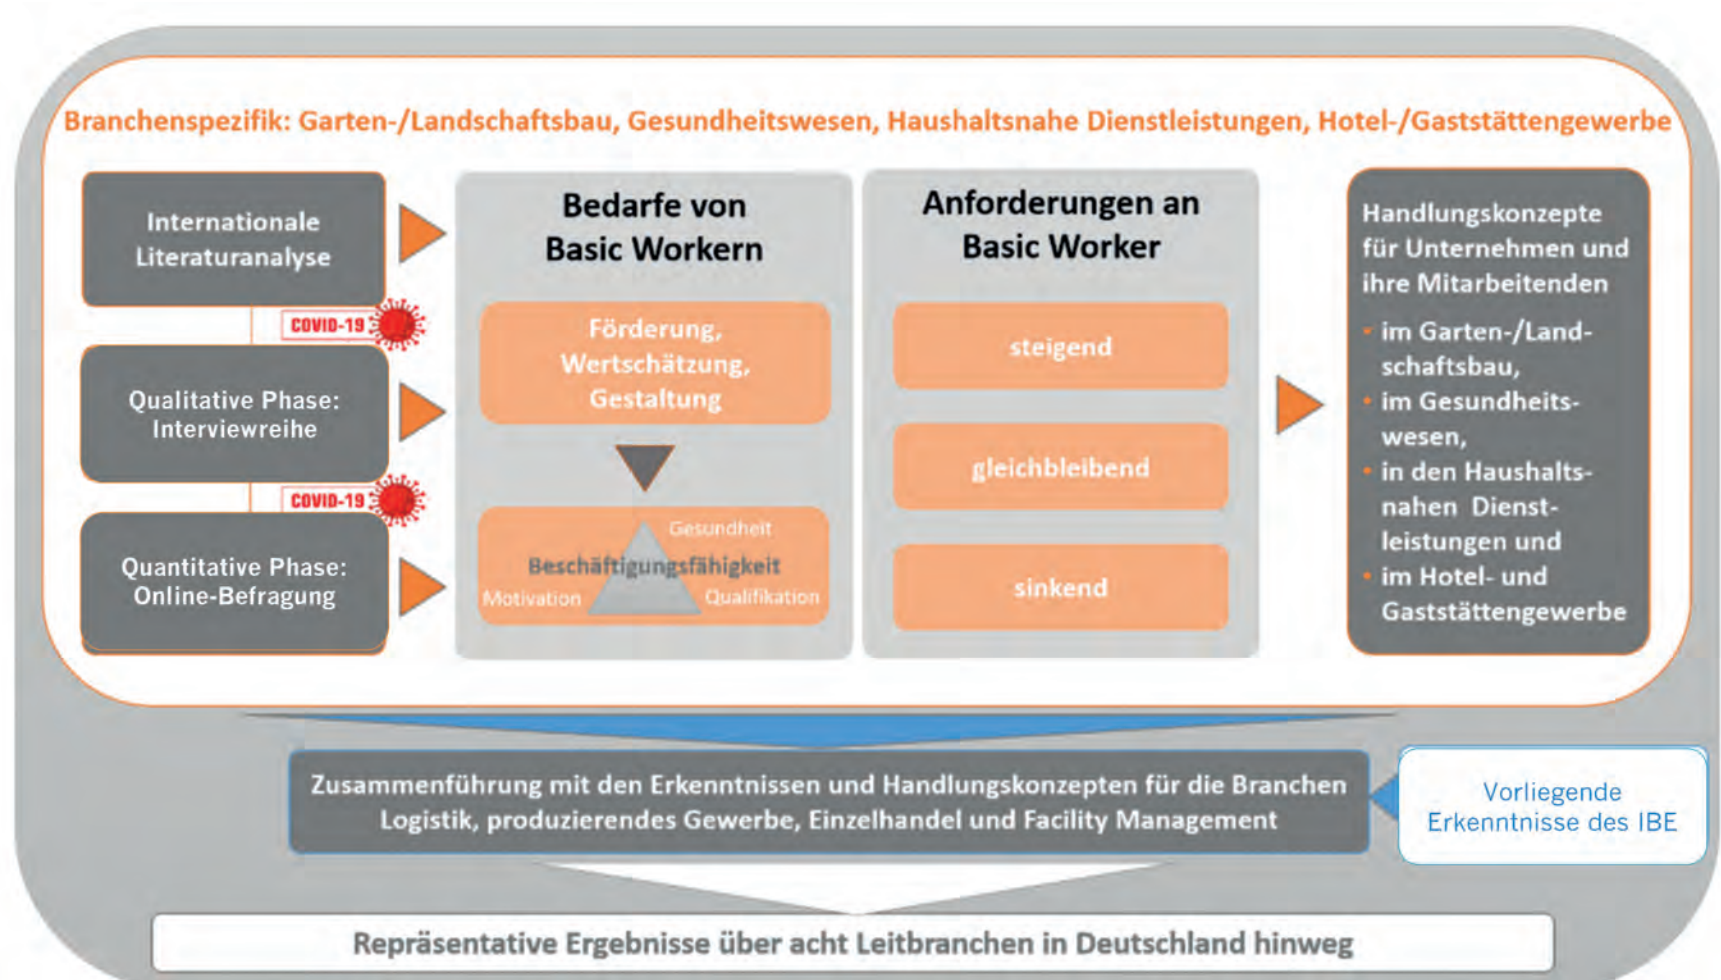 Branchenspezifik: Garten-/Landschaftsbau, Gesundheitswesen, Haushaltsnahe Dienstleistungen, Hotel-/Gaststättengewerbe
Internationale
Literaturanalyse
COVID-19
Qualitative Phase:
Interviewreihe
COVID-19
Quantitative Phase:
Online-Befragung
Bedarfe von
Basic Workern
Förderung,
Wertschätzung,
Gestaltung
Gesundheit
Beschäftigungsfähigkeit
Motivation
Qualifikation
Anforderungen an
Basic Worker
steigend
gleichbleibend
sinkend
Handlungskonzepte
für Unternehmen und
ihre Mitarbeitenden
• im Garten-/Land-
schaftsbau,
• im Gesundheits-
wesen,
• in den Haushalts-
nahen Dienst-
leistungen und
• im Hotel- und
Gaststättengewerbe
Zusammenführung mit den Erkenntnissen und Handlungskonzepten für die Branchen
Logistik, produzierendes Gewerbe, Einzelhandel und Facility Management
Vorliegende
Erkenntnisse des IBE
Repräsentative Ergebnisse über acht Leitbranchen in Deutschland hinweg